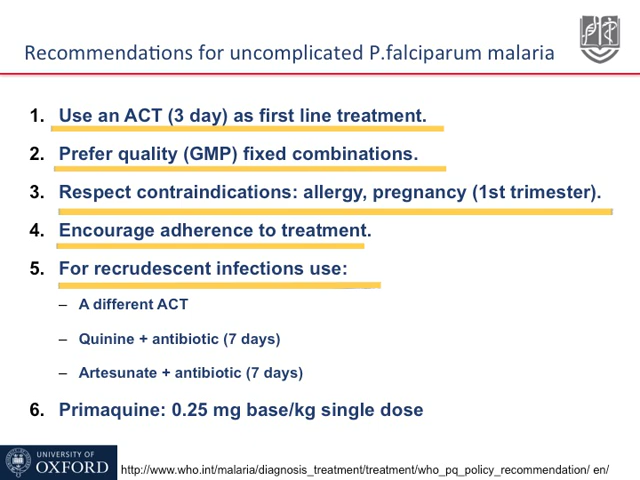 Recommendations for uncomplicated P.falciparum malaria
1. Use an ACT (3 day) as first line treatment.
2. Prefer quality (GMP) fixed combinations.
3. Respect contraindications: allergy, pregnancy (1st trimester).
4. Encourage adherence to treatment.
5. For recrudescent infections use:
– A different ACT
– Quinine + antibiotic (7 days)
– Artesunate + antibiotic (7 days)
6. Primaquine: 0.25 mg base/kg single dose
UNIVERSITY OF
OXFORD
http://www.who.int/malaria/diagnosis_treatment/treatment/who_pq_policy_recommendation/ en/